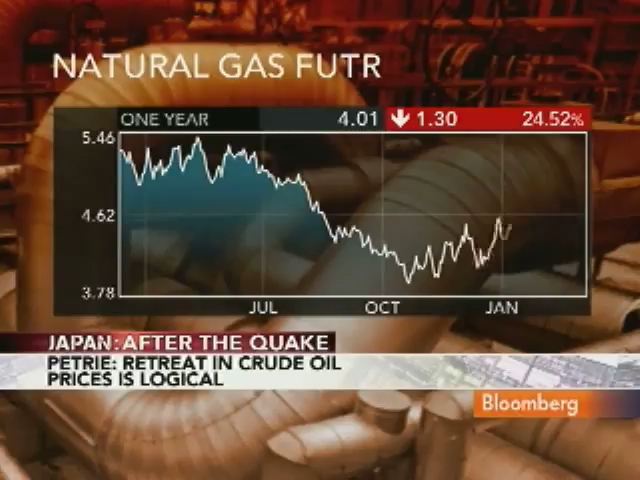 NATURAL GAS FUTR
ONE YEAR 4.01 1.30 24.52%
5.46
4.62
3.78
JUL OCT JAN
JAPAN: AFTER THE QUAKE
PETRIE: RETREAT IN CRUDE OIL
PRICES IS LOGICAL
Bloomberg